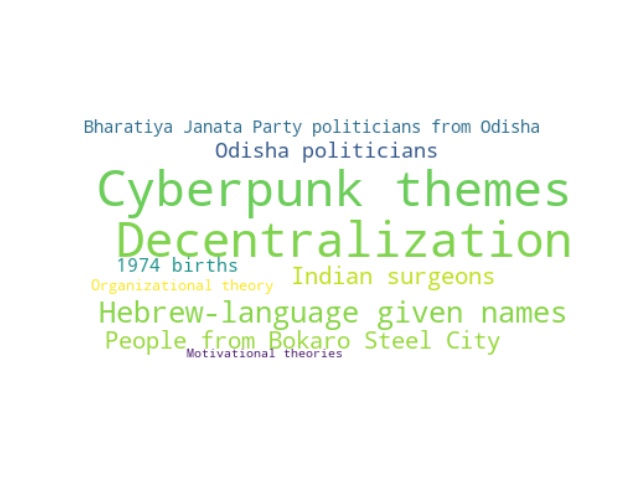 Bharatiya Janata Party politicians from Odisha
Odisha politicians
Cyberpunk themes
Decentralization
1974 births
Indian surgeons
Organizational theory
Hebrew-language given names
People from Bokaro Steel City
Motivational theories